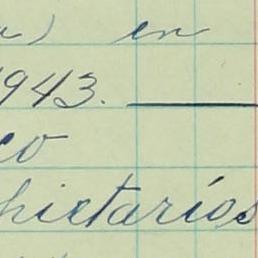 a) en
1943.
co
hietarios